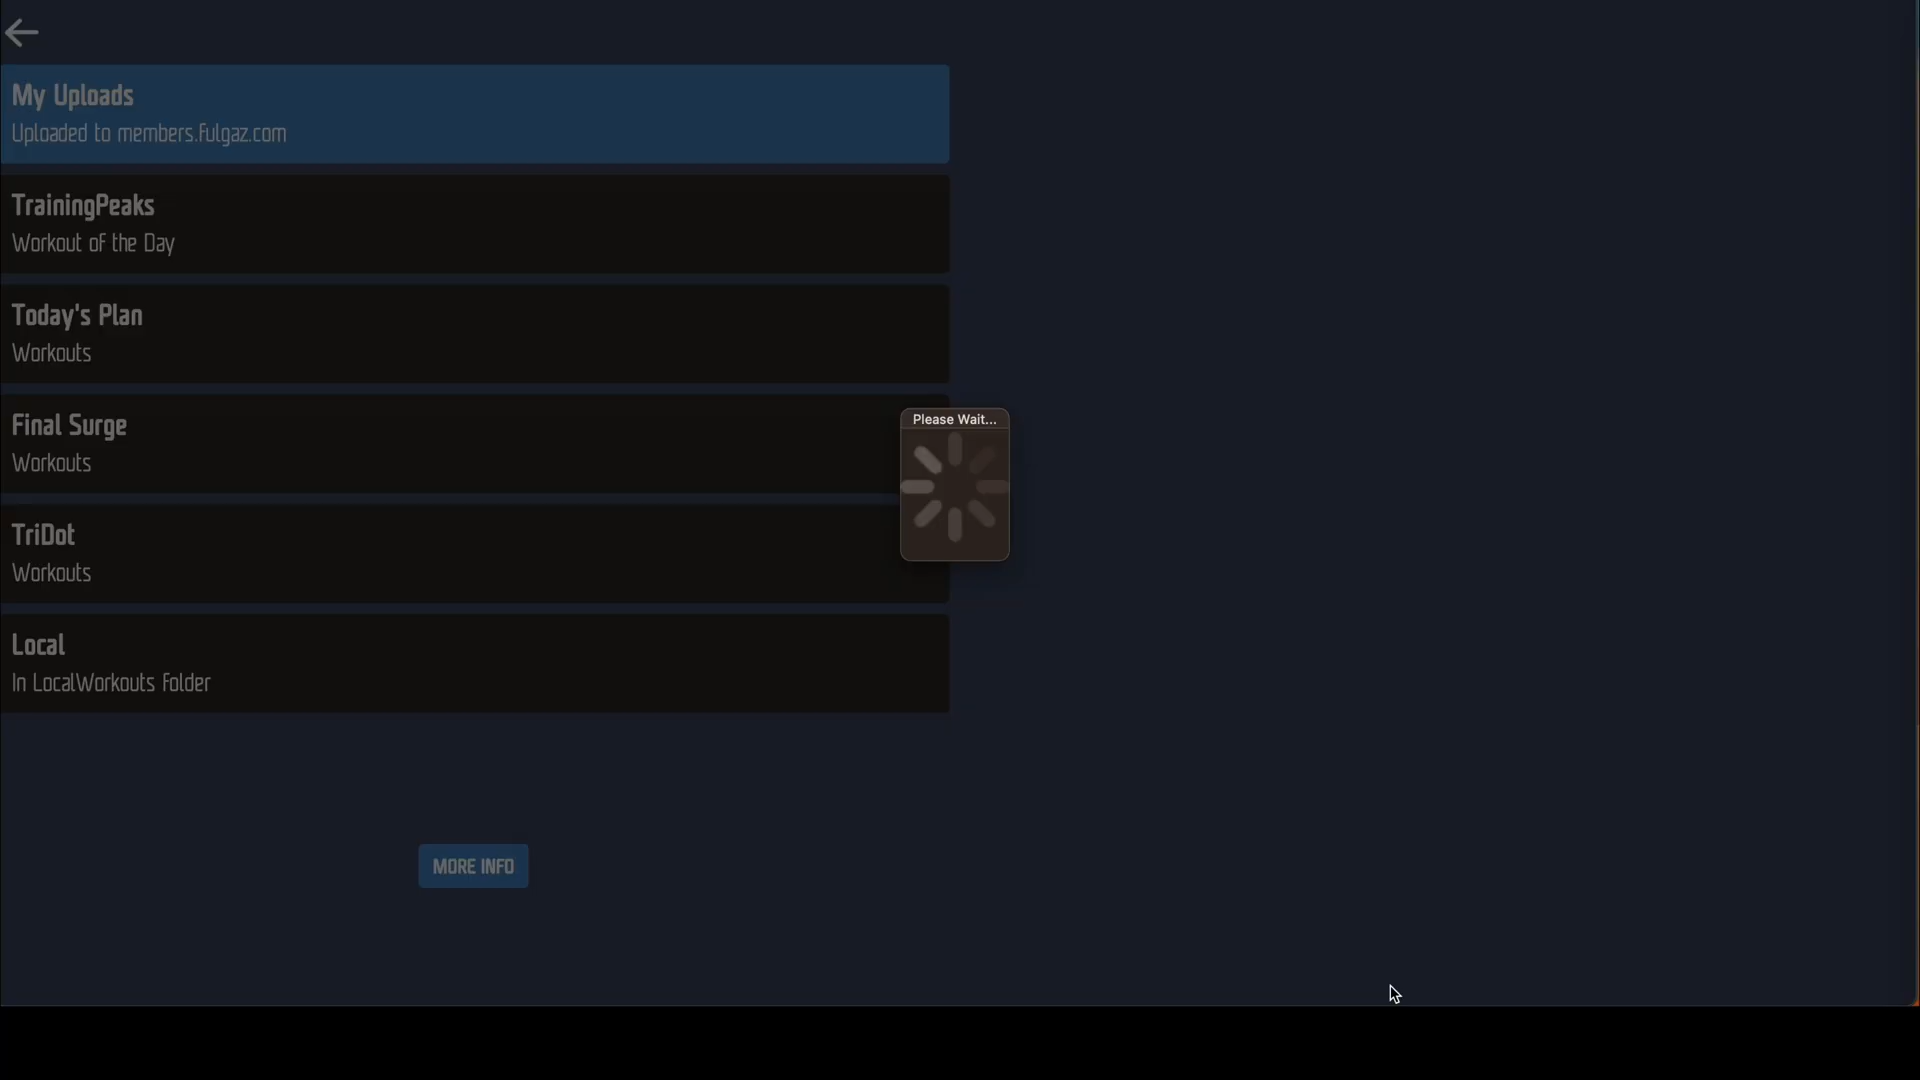 My Uploads
Uploaded to members.fulgaz.com
TrainingPeaks
Workout of the Day
Today's Plan
Workouts
Final Surge
Workouts
TriDot
Workouts
Local
In LocalWorkouts Folder
Please Wait...
MORE INFO